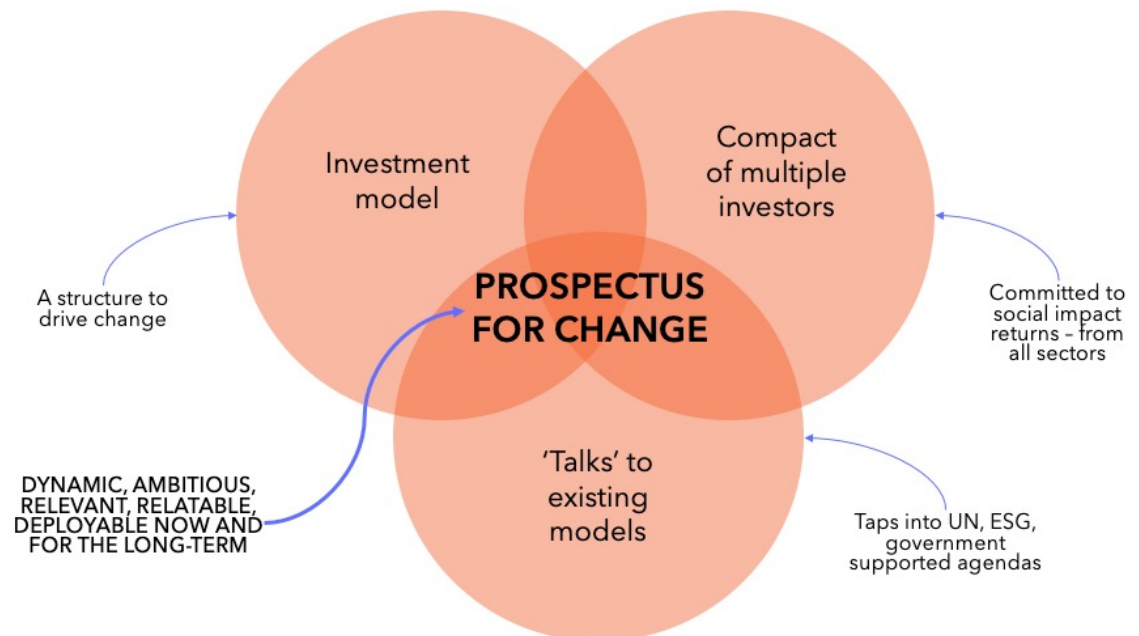 Investment
model
Compact
of multiple
investors
PROSPECTUS
FOR CHANGE
A structure to
drive change
Committed to
social impact
returns – from
all sectors
'Talks' to
existing
models
DYNAMIC, AMBITIOUS,
RELEVANT, RELATABLE,
DEPLOYABLE NOW AND
FOR THE LONG-TERM
Taps into UN, ESG,
government
supported agendas